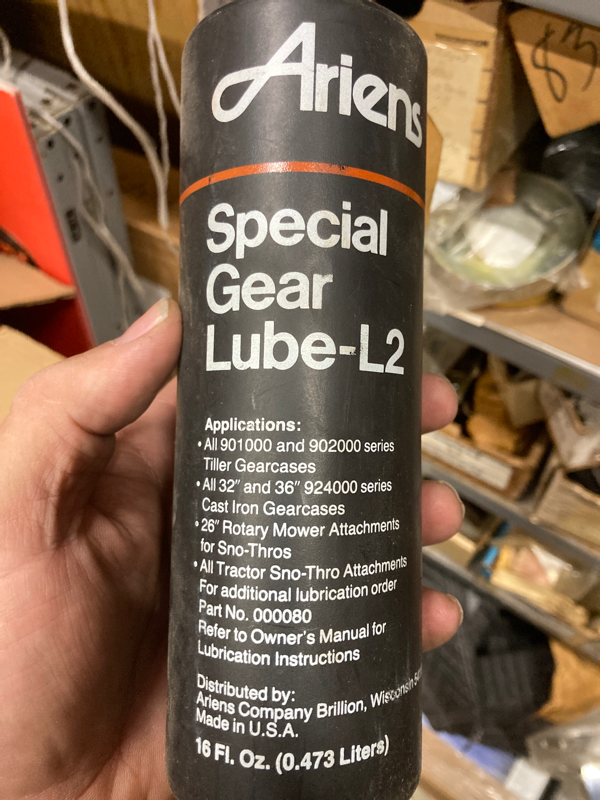 Ariens
Special
Gear
Lube-L2
Applications:
• All 901000 and 902000 series
Tiller Gearcases
• All 32" and 36" 924000 series
Cast Iron Gearcases
• 26" Rotary Mower Attachments
for Sno-Thros
• All Tractor Sno-Thro Attachments
For additional lubrication order
Part No. 000080
Refer to Owner's Manual for
Lubrication Instructions
Distributed by:
Ariens Company Brillion, Wisconsin
Made in U.S.A.
16 Fl. Oz. (0.473 Liters)